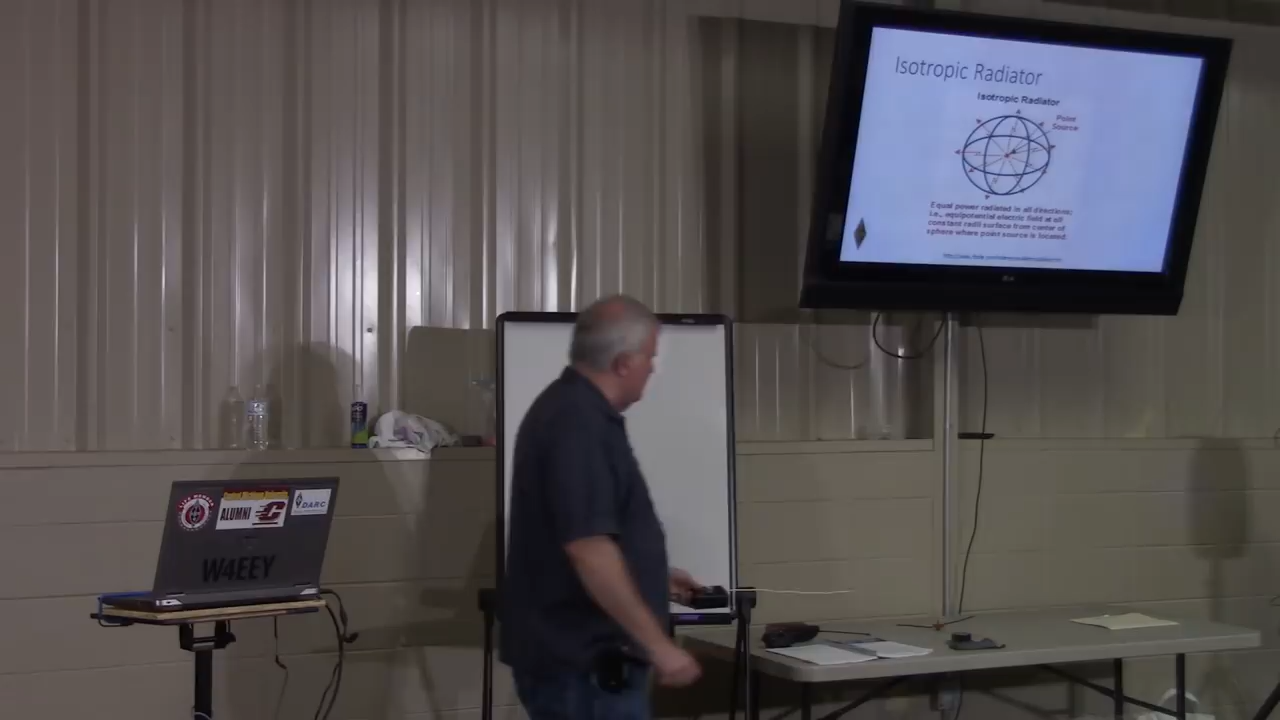 Isotropic Radiator
Isotropic Radiator
Point
Source
Equal power radiated in all directions;
i.e., equipotential electric field at all
constant radii surface from center of
sphere where point source is located.
ALUMNI
C
DARC
W4EEY